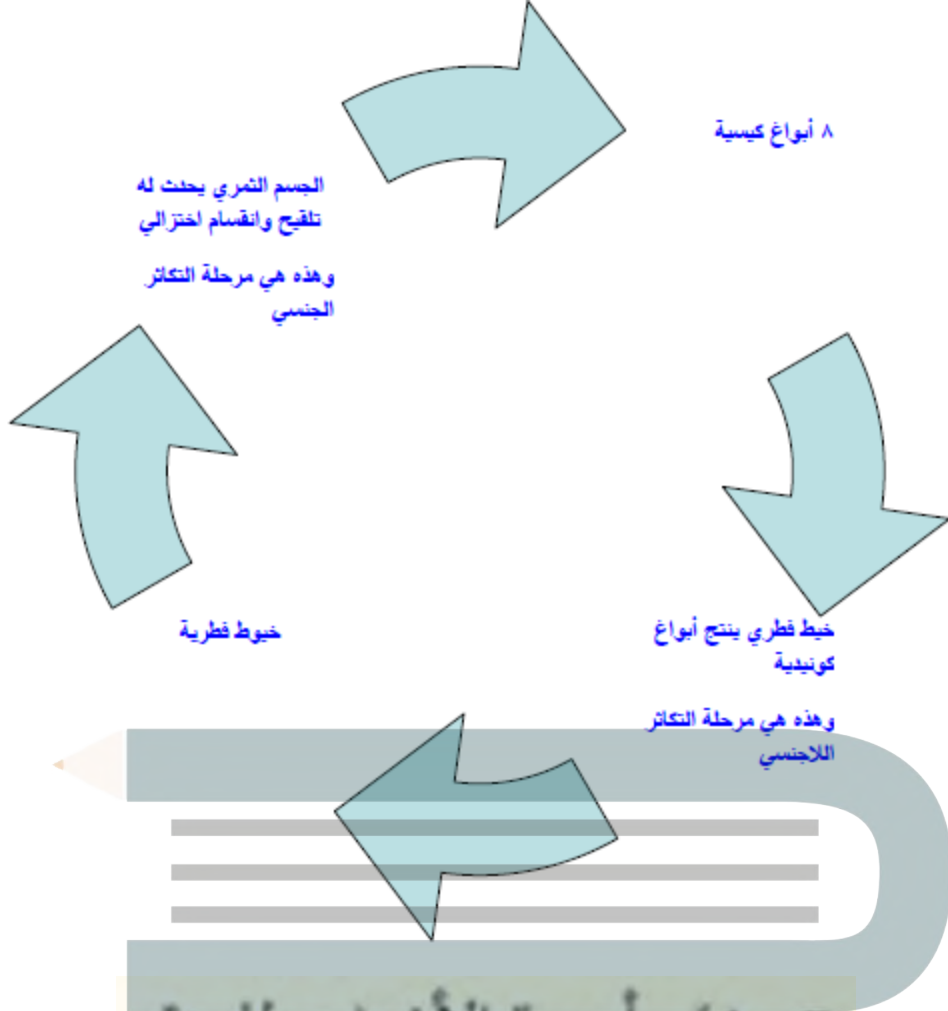 ٨ أبواغ كيسية
الجسم الثمري يحدث له
تلقيح وانقسام اختزالي
وهذه هي مرحلة التكاثر
الجنسي
خيط فطري ينتج أبواغ
كونيدية
وهذه هي مرحلة التكاثر
اللاجنسي
خيوط فطرية